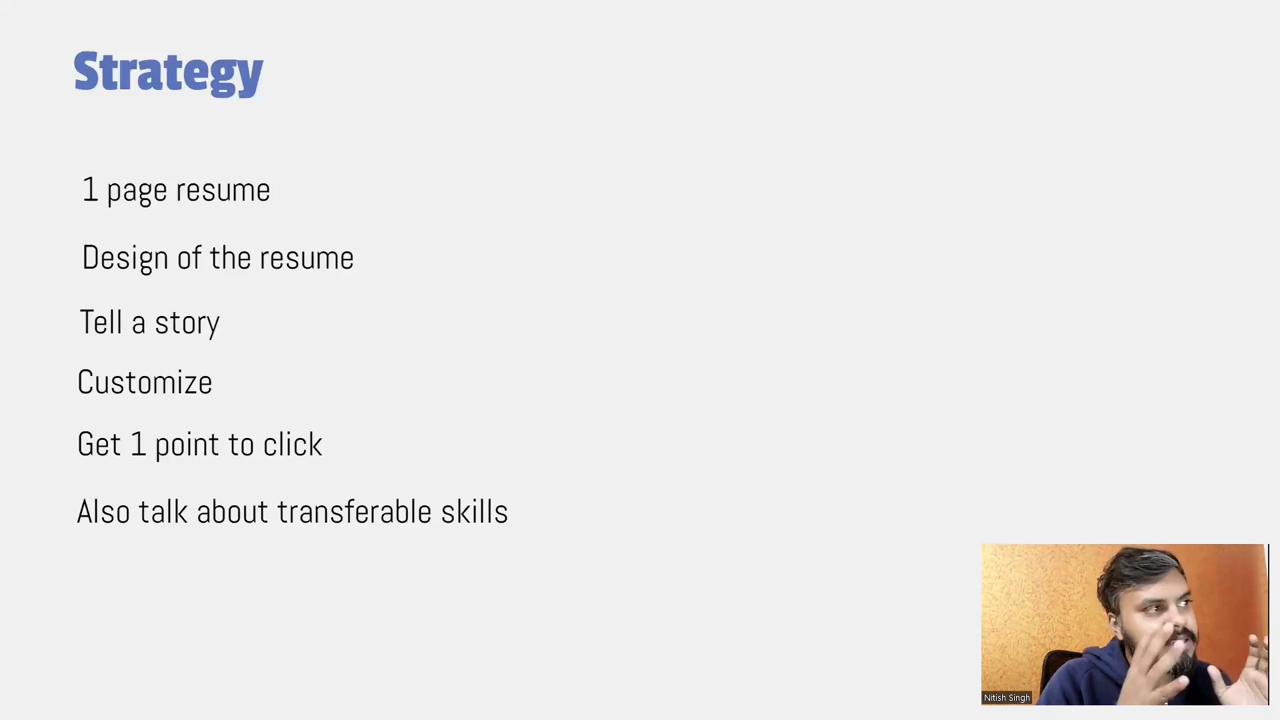 Strategy
1 page resume
Design of the resume
Tell a story
Customize
Get 1 point to click
Also talk about transferable skills
Nitish Singh